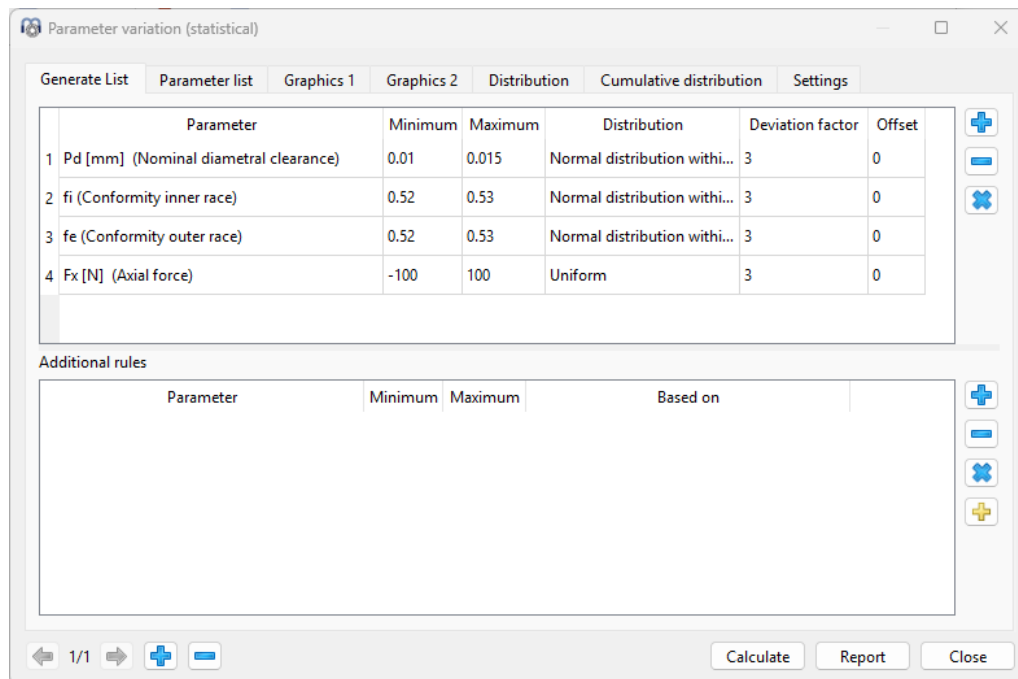 Parameter variation (statistical)
Generate List Parameter list Graphics 1 Graphics 2 Distribution Cumulative distribution Settings
Parameter Minimum Maximum Distribution Deviation factor Offset
1 Pd [mm] (Nominal diametral clearance) 0.01 0.015 Normal distribution withi... 3 0
2 fi (Conformity inner race) 0.52 0.53 Normal distribution withi... 3 0
3 fe (Conformity outer race) 0.52 0.53 Normal distribution withi... 3 0
4 Fx [N] (Axial force) -100 100 Uniform 3 0
Additional rules
Parameter Minimum Maximum Based on
1/1 Calculate Report Close